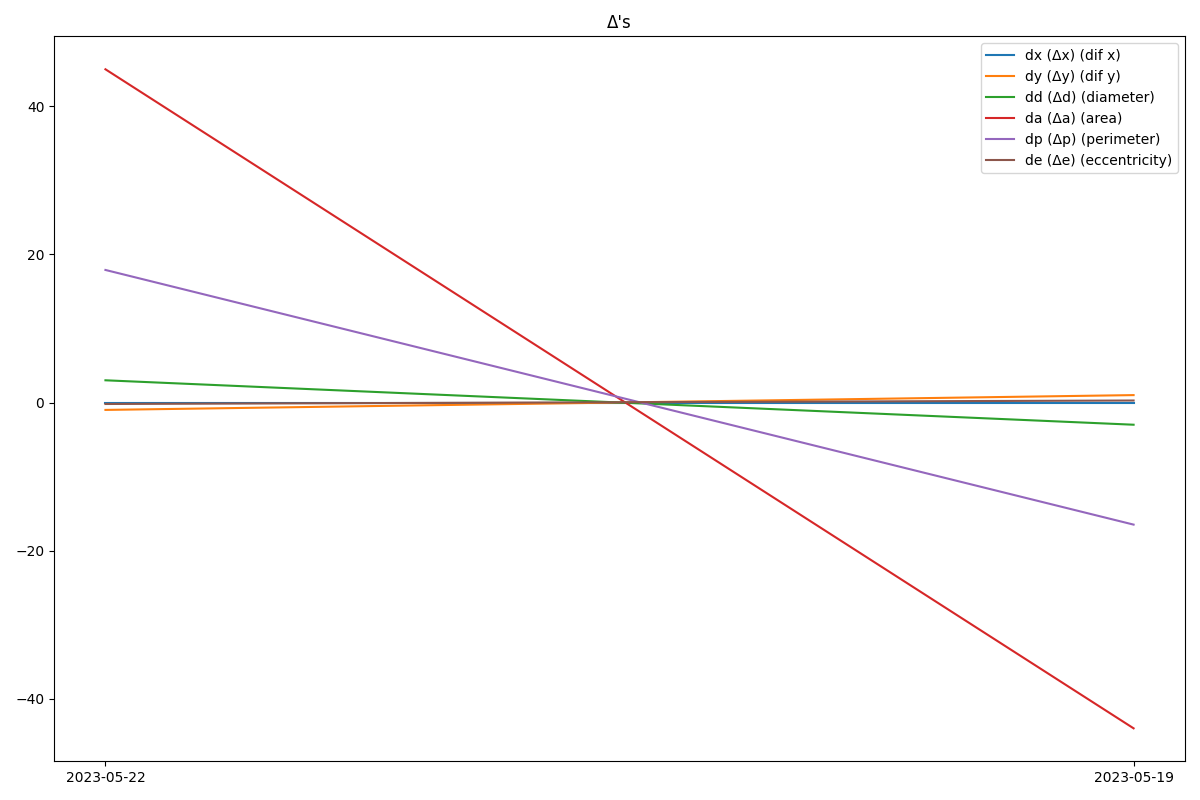 Δ's
dx (Δx) (dif x)
dy (Δy) (dif y)
dd (Δd) (diameter)
da (Δa) (area)
dp (Δp) (perimeter)
de (Δe) (eccentricity)
40
20
0
−20
−40
2023-05-22 2023-05-19